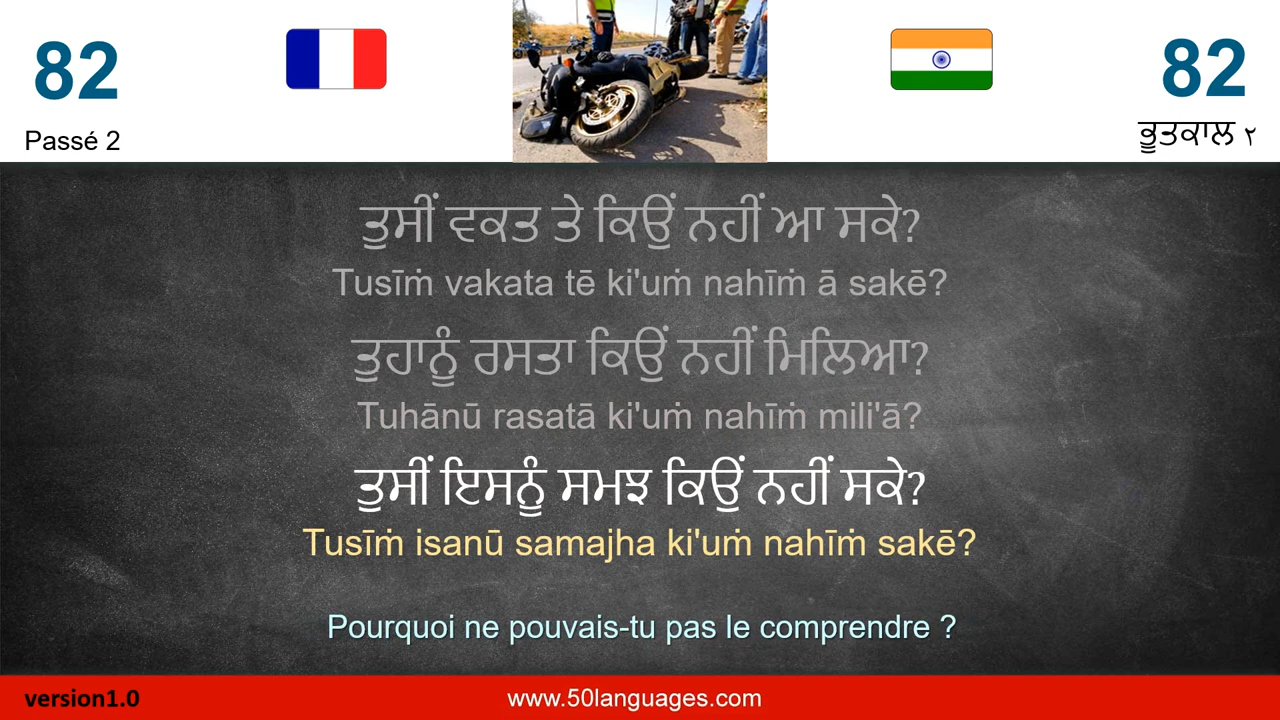 82
82
Passé 2
ਭੂਤਕਾਲ ੨
ਤੁਸੀਂ ਵਕਤ ਤੇ ਕਿਉਂ ਨਹੀਂ ਆ ਸਕੇ?
Tusīṁ vakata tē ki'uṁ nahīṁ ā sakē?
ਤੁਹਾਨੂੰ ਰਸਤਾ ਕਿਉਂ ਨਹੀਂ ਮਿਲਿਆ?
Tuhānū rasatā ki'uṁ nahīṁ mili'ā?
ਤੁਸੀਂ ਇਸਨੂੰ ਸਮਝ ਕਿਉਂ ਨਹੀਂ ਸਕੇ?
Tusīṁ isanū samajha ki'uṁ nahīṁ sakē?
Pourquoi ne pouvais-tu pas le comprendre ?
version1.0
www.50languages.com